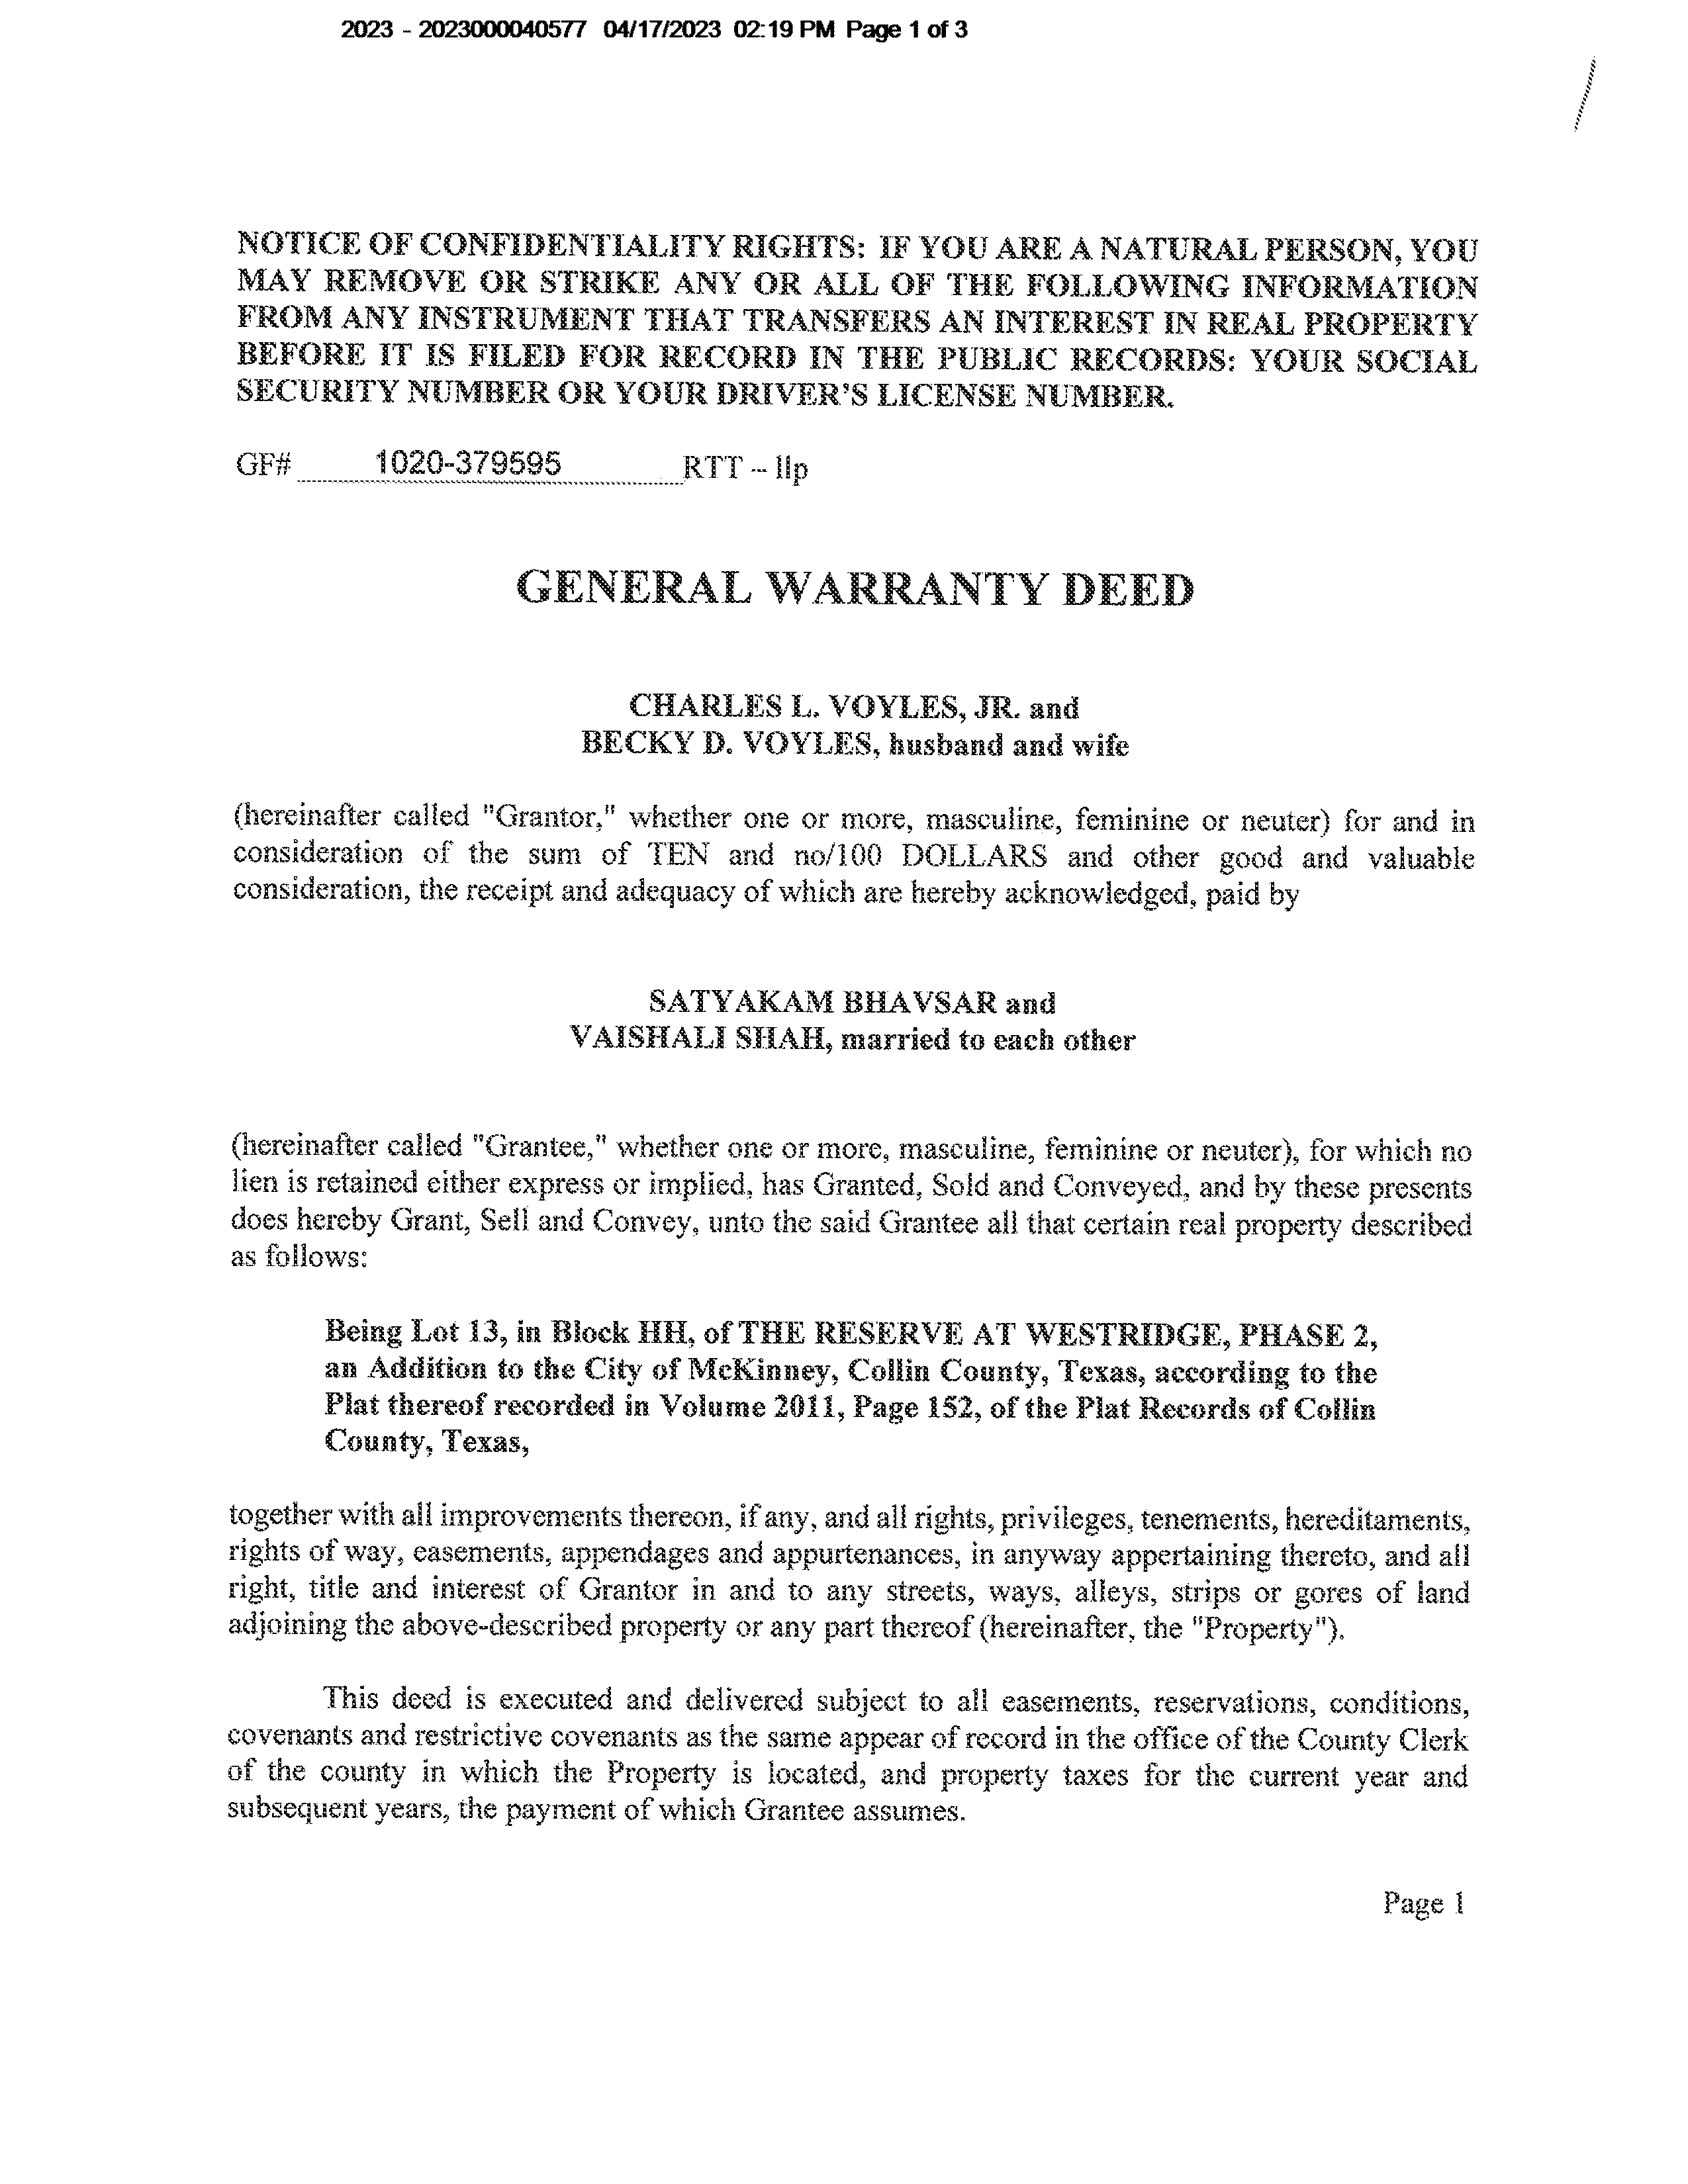 2023 - 2023000040577 04/17/2023 02:19 PM Page 1 of 3
NOTICE OF CONFIDENTIALITY RIGHTS: IF YOU ARE A NATURAL PERSON, YOU
MAY REMOVE OR STRIKE ANY OR ALL OF THE FOLLOWING INFORMATION
FROM ANY INSTRUMENT THAT TRANSFERS AN INTEREST IN REAL PROPERTY
BEFORE IT IS FILED FOR RECORD IN THE PUBLIC RECORDS: YOUR SOCIAL
SECURITY NUMBER OR YOUR DRIVER'S LICENSE NUMBER.
GF# 1020-379595 RTT – llp
GENERAL WARRANTY DEED
CHARLES L. VOYLES, JR. and
BECKY D. VOYLES, husband and wife
(hereinafter called "Grantor," whether one or more, masculine, feminine or neuter) for and in
consideration of the sum of TEN and no/100 DOLLARS and other good and valuable
consideration, the receipt and adequacy of which are hereby acknowledged, paid by
SATYAKAM BHAVSAR and
VAISHALI SHAH, married to each other
(hereinafter called "Grantee," whether one or more, masculine, feminine or neuter), for which no
lien is retained either express or implied, has Granted, Sold and Conveyed, and by these presents
does hereby Grant, Sell and Convey, unto the said Grantee all that certain real property described
as follows:
Being Lot 13, in Block HH, of THE RESERVE AT WESTRIDGE, PHASE 2,
an Addition to the City of McKinney, Collin County, Texas, according to the
Plat thereof recorded in Volume 2011, Page 152, of the Plat Records of Collin
County, Texas,
together with all improvements thereon, if any, and all rights, privileges, tenements, hereditaments,
rights of way, easements, appendages and appurtenances, in anyway appertaining thereto, and all
right, title and interest of Grantor in and to any streets, ways, alleys, strips or gores of land
adjoining the above-described property or any part thereof (hereinafter, the "Property").
This deed is executed and delivered subject to all easements, reservations, conditions,
covenants and restrictive covenants as the same appear of record in the office of the County Clerk
of the county in which the Property is located, and property taxes for the current year and
subsequent years, the payment of which Grantee assumes.
Page 1